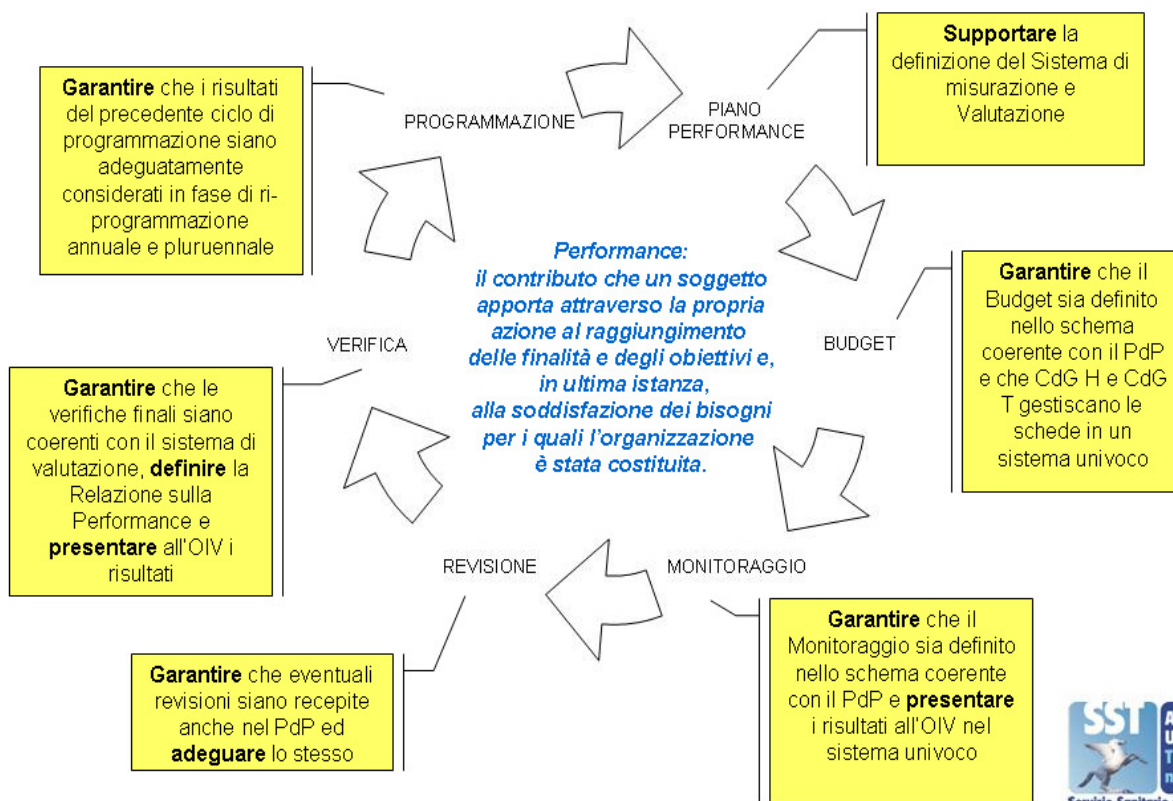 PROGRAMMAZIONE
Garantire che i risultati
del precedente ciclo di
programmazione siano
adeguatamente
considerati in fase di ri-
programmazione
annuale e pluruennale
PIANO
PERFORMANCE
Supportare la
definizione del Sistema di
misurazione e
Valutazione
Performance:
il contributo che un soggetto
apporta attraverso la propria
azione al raggiungimento
delle finalità e degli obiettivi e,
in ultima istanza,
alla soddisfazione dei bisogni
per i quali l'organizzazione
è stata costituita.
BUDGET
Garantire che il
Budget sia definito
nello schema
coerente con il PdP
e che CdG H e CdG
T gestiscano le
schede in un
sistema univoco
VERIFICA
Garantire che le
verifiche finali siano
coerenti con il sistema di
valutazione, definire la
Relazione sulla
Performance e
presentare all'OIV i
risultati
REVISIONE
Garantire che eventuali
revisioni siano recepite
anche nel PdP ed
adeguare lo stesso
MONITORAGGIO
Garantire che il
Monitoraggio sia definito
nello schema coerente
con il PdP e presentare
i risultati all'OIV nel
sistema univoco
SST
A
U
T
n
Servizio Sanitario